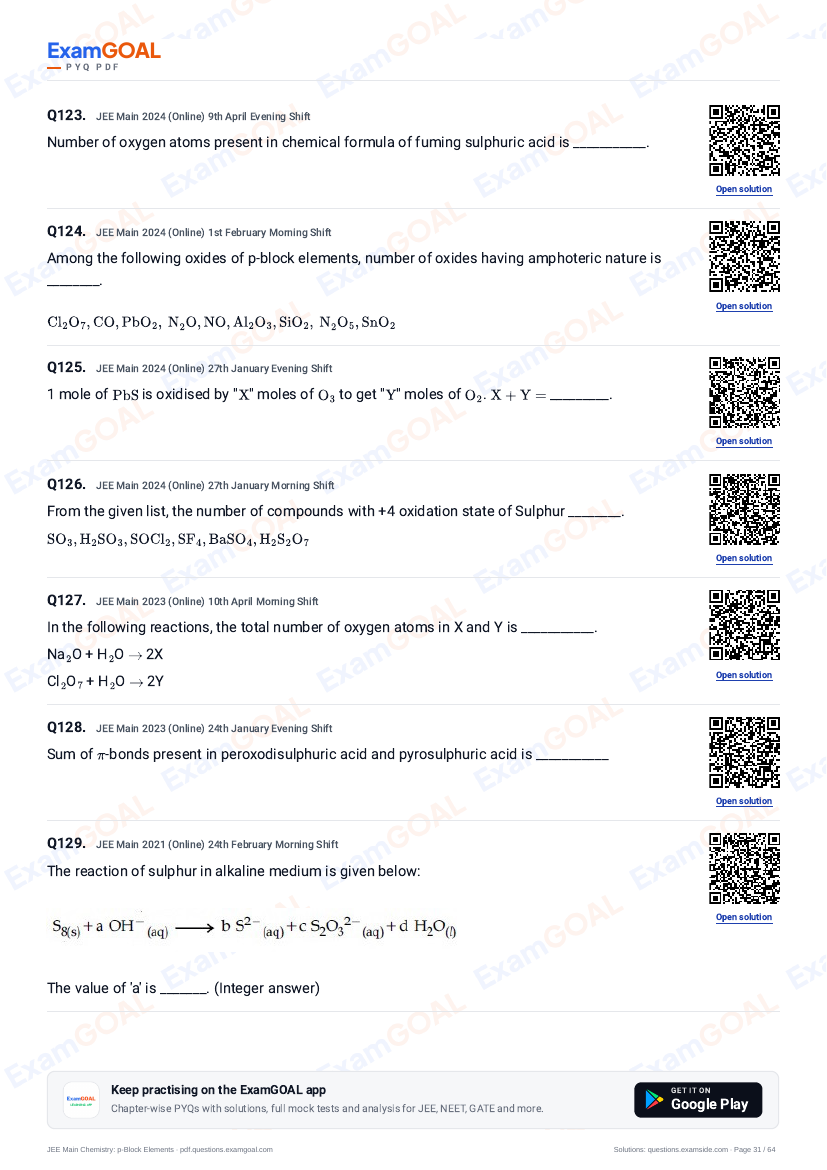 ExamGOAL
PYQ PDF
Q123. JEE Main 2024 (Online) 9th April Evening Shift
Number of oxygen atoms present in chemical formula of fuming sulphuric acid is __________.
Open solution
Q124. JEE Main 2024 (Online) 1st February Morning Shift
Among the following oxides of p-block elements, number of oxides having amphoteric nature is
_______.
Cl₂O₇, CO, PbO₂, N₂O, NO, Al₂O₃, SiO₂, N₂O₅, SnO₂
Open solution
Q125. JEE Main 2024 (Online) 27th January Evening Shift
1 mole of PbS is oxidised by "X" moles of O₃ to get "Y" moles of O₂. X + Y = ________.
Open solution
Q126. JEE Main 2024 (Online) 27th January Morning Shift
From the given list, the number of compounds with +4 oxidation state of Sulphur _______.
SO₃, H₂SO₃, SOCl₂, SF₄, BaSO₄, H₂S₂O₇
Open solution
Q127. JEE Main 2023 (Online) 10th April Morning Shift
In the following reactions, the total number of oxygen atoms in X and Y is __________.
Na₂O + H₂O → 2X
Cl₂O₇ + H₂O → 2Y
Open solution
Q128. JEE Main 2023 (Online) 24th January Evening Shift
Sum of π-bonds present in peroxodisulphuric acid and pyrosulphuric acid is __________
Open solution
Q129. JEE Main 2021 (Online) 24th February Morning Shift
The reaction of sulphur in alkaline medium is given below:
S₈(s) + a OH⁻(aq) ⟶ b S²⁻(aq) + c S₂O₃²⁻(aq) + d H₂O(l)
The value of 'a' is ______. (Integer answer)
Open solution
Keep practising on the ExamGOAL app
Chapter-wise PYQs with solutions, full mock tests and analysis for JEE, NEET, GATE and more.
GET IT ON
Google Play
JEE Main Chemistry: p-Block Elements · pdf.questions.examgoal.com
Solutions: questions.examside.com · Page 31 / 64